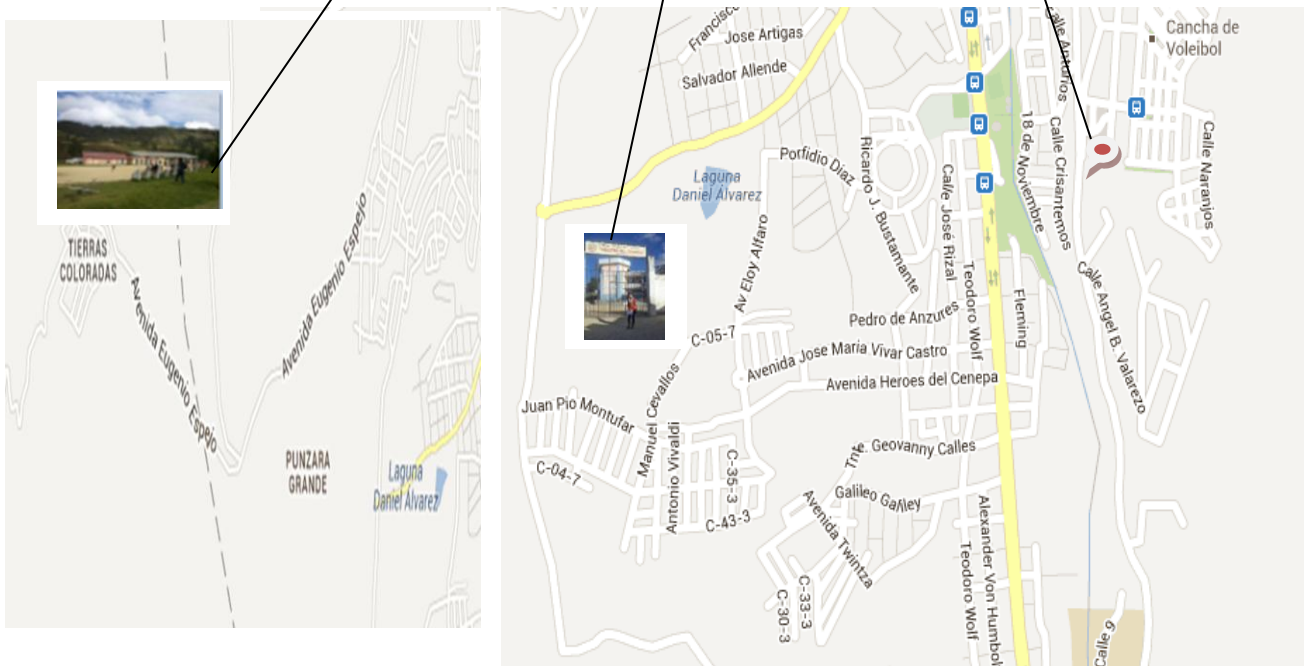 TIERRAS
COLORADAS
Avenida Eugenio Espejo
Avenida Eugenio Espejo
PUNZARA
GRANDE
Laguna
Daniel Alvarez
Francisco
Jose Artigas
Salvador Allende
Laguna
Daniel Alvarez
Porfidio Diaz
Ricardo J. Bustamante
Av Eloy Alfaro
Calle José Rizal
Teodoro Wolf
18 de Noviembre
Calle Antonios
Calle Crisantemos
Cancha de
Voleibol
Calle Naranjos
Calle Angel B. Valarezo
Fleming
Pedro de Anzures
C-05-7
Avenida Jose Maria Vivar Castro
Avenida Heroes del Cenepa
Juan Pio Montufar
Manuel Cevallos
Antonio Vivaldi
C-04-7
C-35-3
C-43-3
Tnte. Geovanny Calles
Galileo Galiley
Avenida Twintza
C-33-3
C-30-3
Alexander Von Humbol
Teodoro Wolf
Calle 9